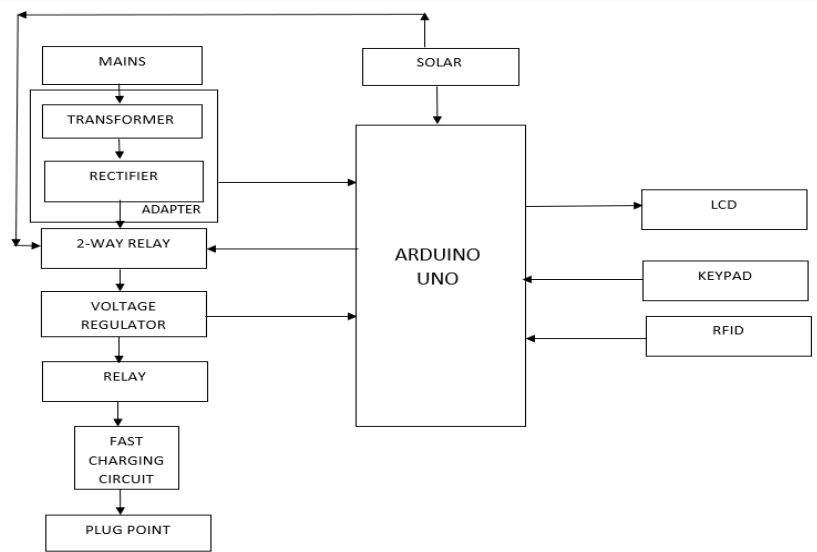 MAINS
SOLAR
TRANSFORMER
RECTIFIER
ADAPTER
2-WAY RELAY
VOLTAGE
REGULATOR
RELAY
FAST
CHARGING
CIRCUIT
PLUG POINT
ARDUINO
UNO
LCD
KEYPAD
RFID